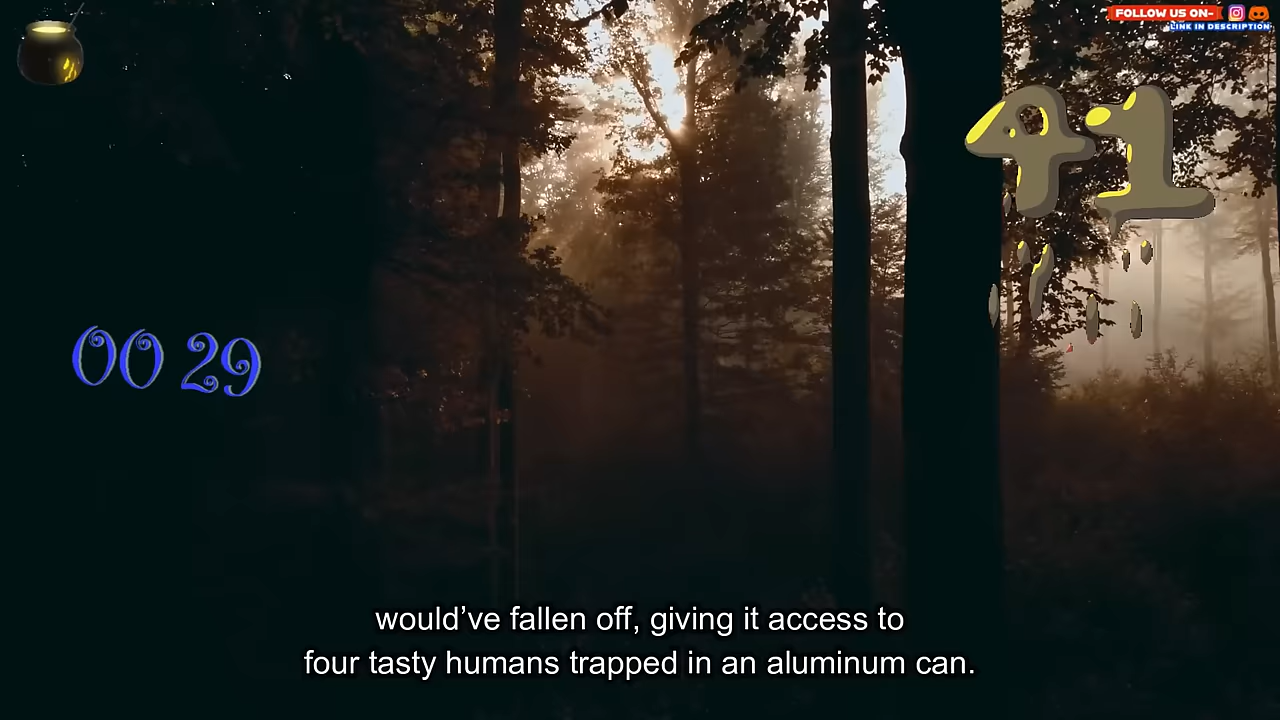 FOLLOW US ON-
LINK IN DESCRIPTION
41
00 29
would’ve fallen off, giving it access to
four tasty humans trapped in an aluminum can.